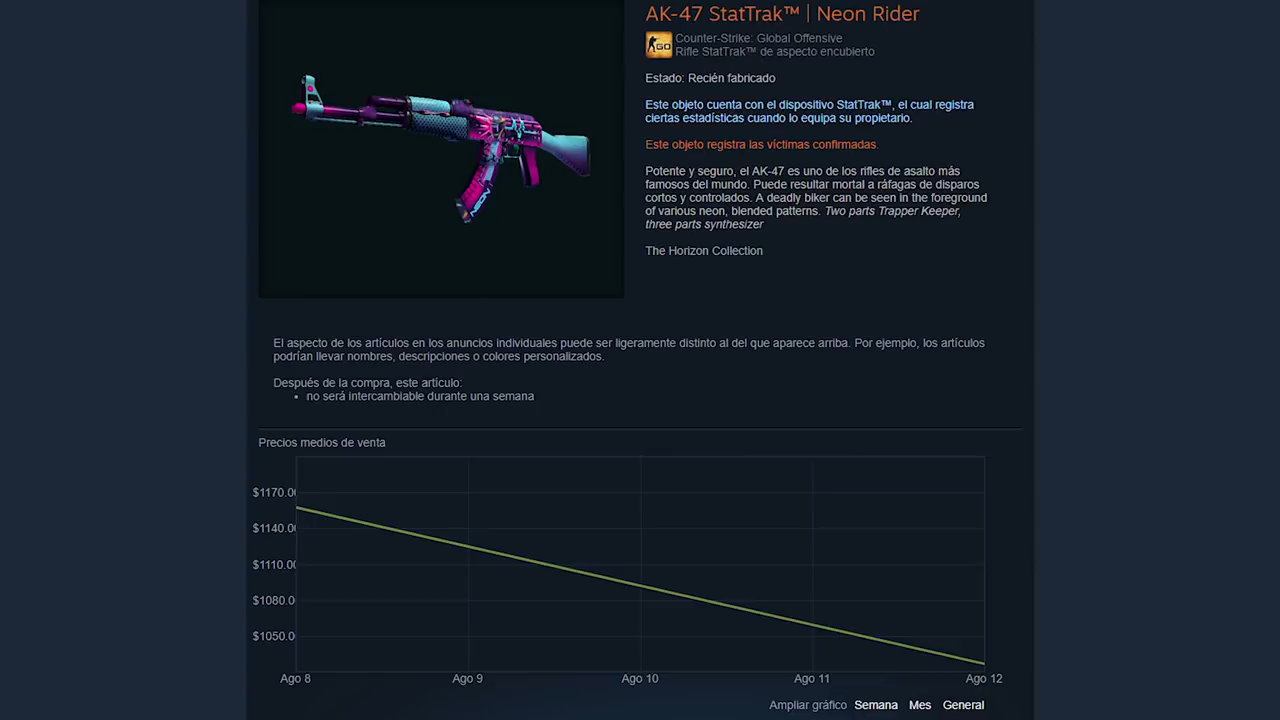 AK-47 StatTrak™ | Neon Rider
GO
Counter-Strike: Global Offensive
Rifle StatTrak™ de aspecto encubierto
Estado: Recién fabricado
Este objeto cuenta con el dispositivo StatTrak™, el cual registra
ciertas estadísticas cuando lo equipa su propietario.
Este objeto registra las víctimas confirmadas.
Potente y seguro, el AK-47 es uno de los rifles de asalto más
famosos del mundo. Puede resultar mortal a ráfagas de disparos
cortos y controlados. A deadly biker can be seen in the foreground
of various neon, blended patterns. Two parts Trapper Keeper,
three parts synthesizer
The Horizon Collection
NEON
El aspecto de los artículos en los anuncios individuales puede ser ligeramente distinto al del que aparece arriba. Por ejemplo, los artículos
podrían llevar nombres, descripciones o colores personalizados.
Después de la compra, este artículo:
• no será intercambiable durante una semana
Precios medios de venta
$1170.00
$1140.00
$1110.00
$1080.0
$1050.0
Ago 8 Ago 9 Ago 10 Ago 11 Ago 12
Ampliar gráfico Semana Mes General